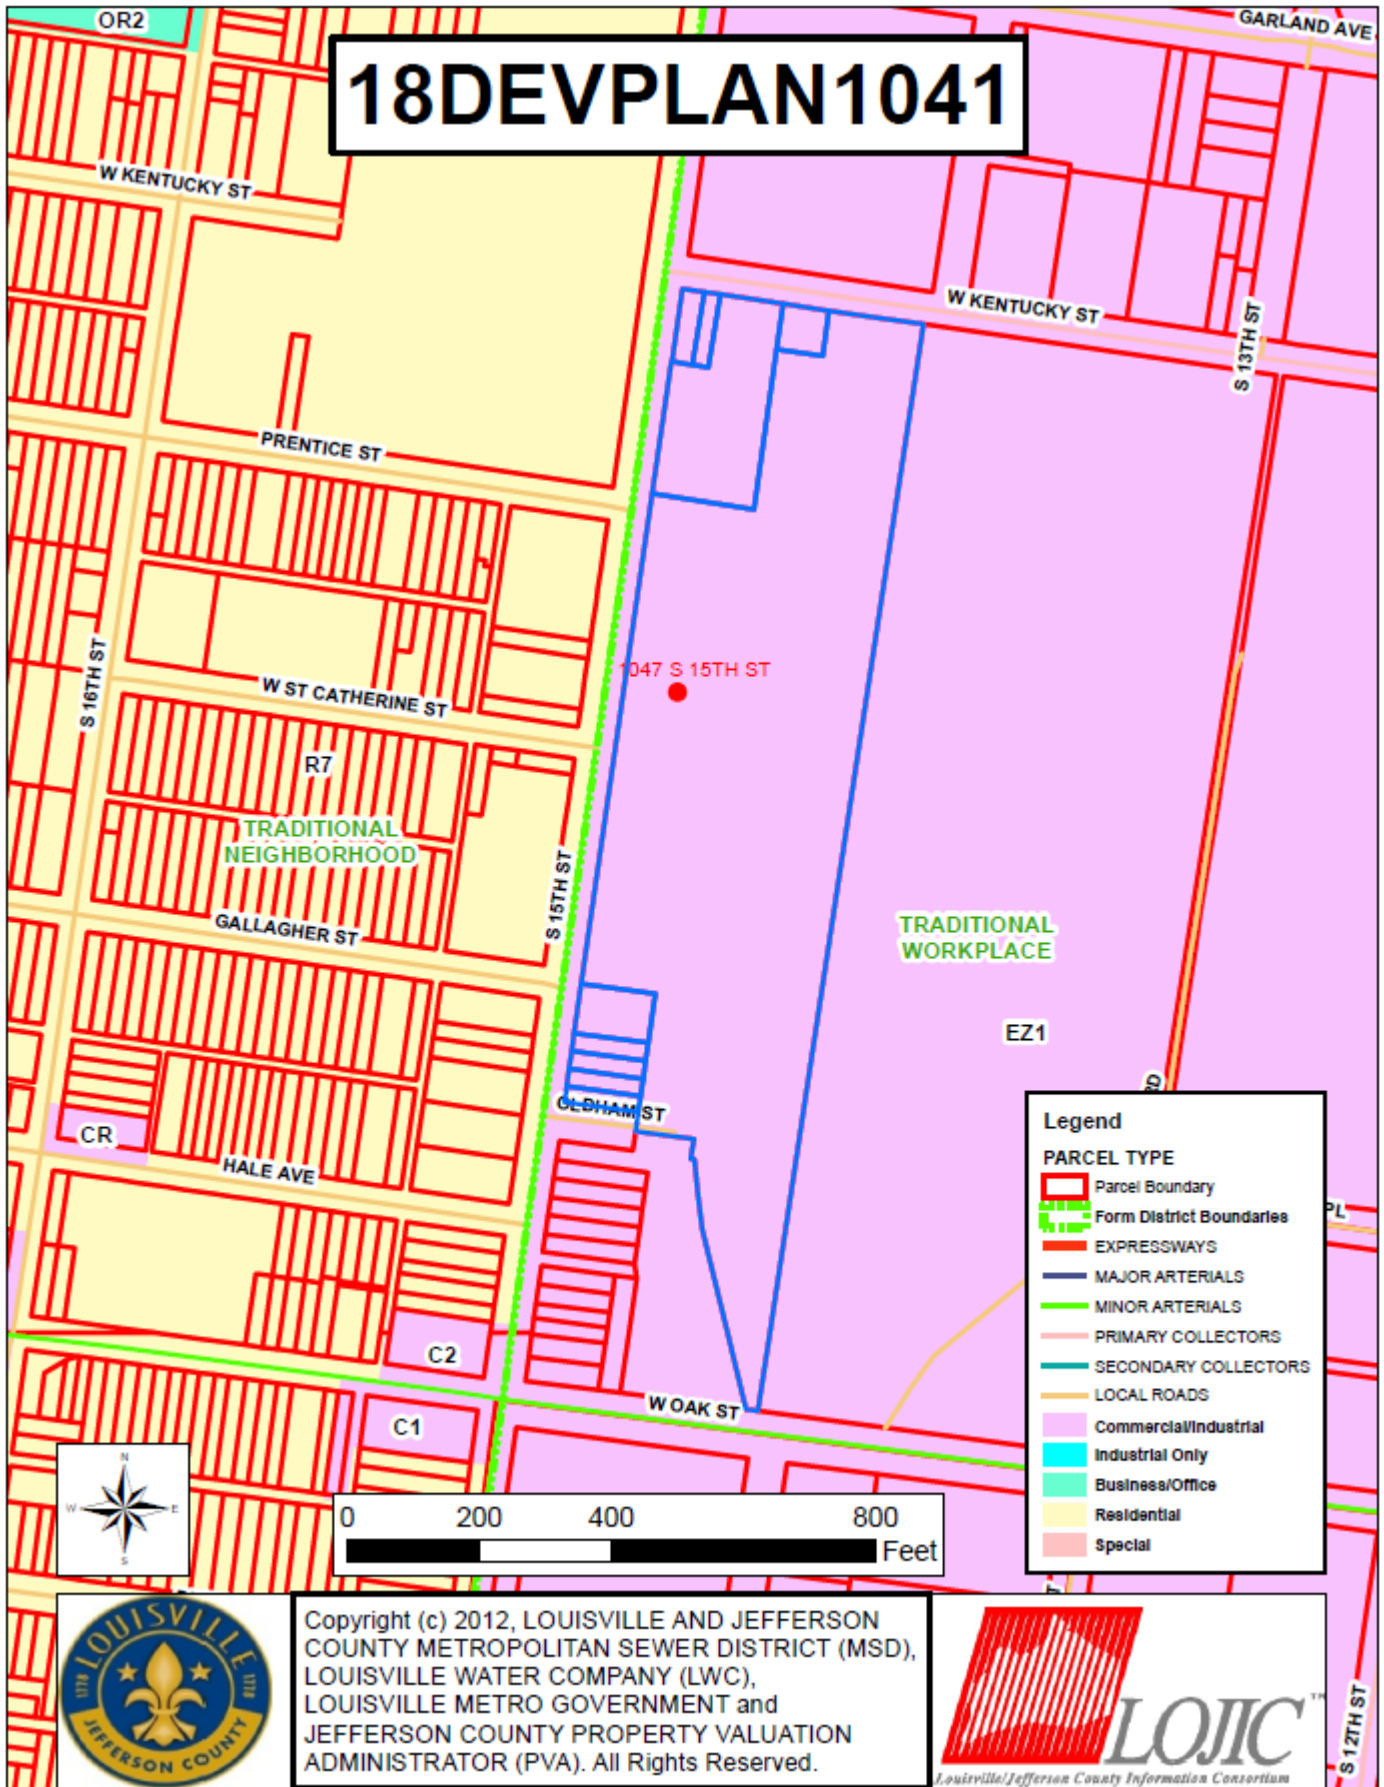 OR2
GARLAND AVE
18DEVPLAN1041
W KENTUCKY ST
W KENTUCKY ST
S 13TH ST
PRENTICE ST
1047 S 15TH ST
S 16TH ST
W ST CATHERINE ST
R7
TRADITIONAL
NEIGHBORHOOD
S 15TH ST
GALLAGHER ST
TRADITIONAL
WORKPLACE
EZ1
RD
OLDHAM ST
CR
HALE AVE
PL
C2
W OAK ST
C1
Legend
PARCEL TYPE
Parcel Boundary
Form District Boundaries
EXPRESSWAYS
MAJOR ARTERIALS
MINOR ARTERIALS
PRIMARY COLLECTORS
SECONDARY COLLECTORS
LOCAL ROADS
Commercial/Industrial
Industrial Only
Business/Office
Residential
Special
N
W E
S
0 200 400 800
Feet
T
S 12TH ST
LOUISVILLE
1778 1778
JEFFERSON COUNTY
Copyright (c) 2012, LOUISVILLE AND JEFFERSON
COUNTY METROPOLITAN SEWER DISTRICT (MSD),
LOUISVILLE WATER COMPANY (LWC),
LOUISVILLE METRO GOVERNMENT and
JEFFERSON COUNTY PROPERTY VALUATION
ADMINISTRATOR (PVA). All Rights Reserved.
LOJIC™
Louisville/Jefferson County Information Consortium